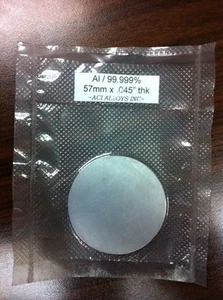 Al / 99.999%
57mm x .045" thk
~ACI ALLOYS INC~